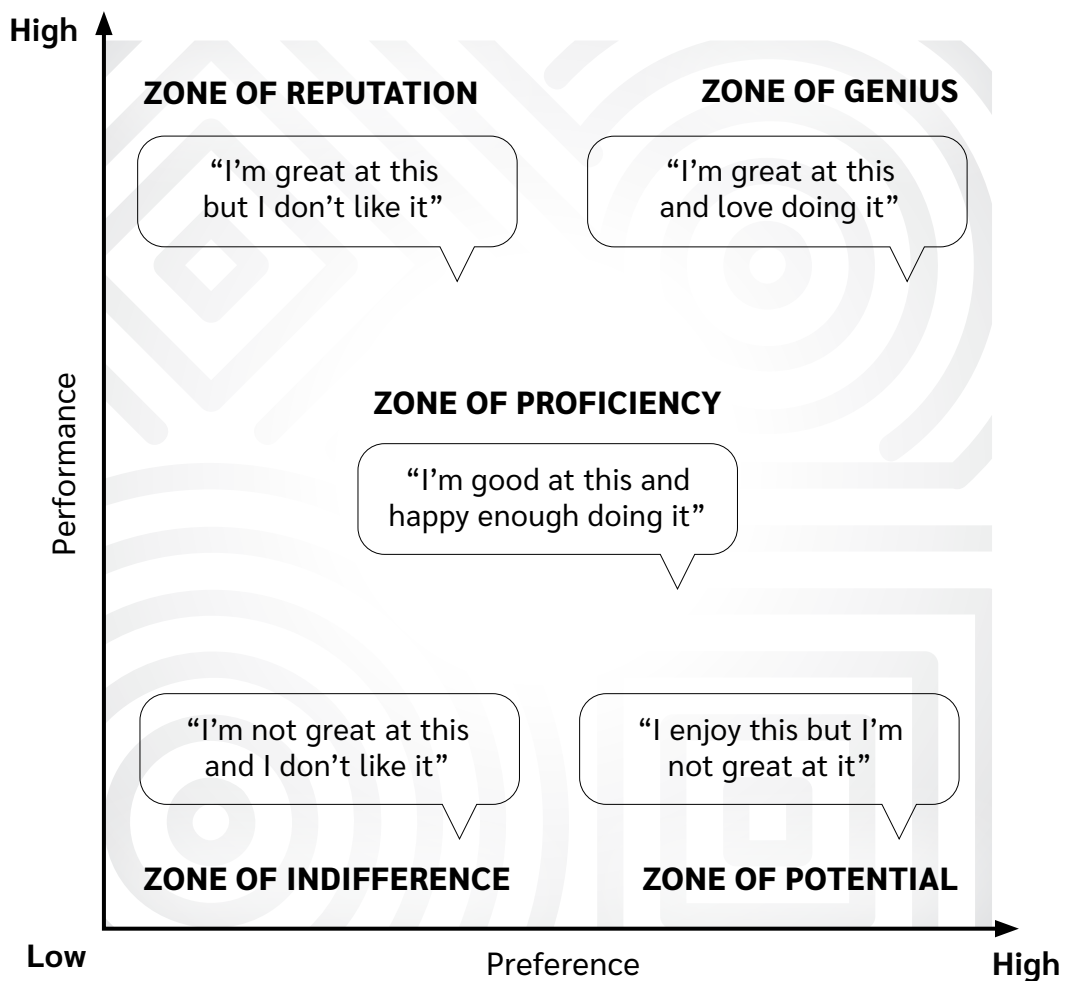 High
ZONE OF REPUTATION
ZONE OF GENIUS
“I’m great at this
but I don’t like it”
“I’m great at this
and love doing it”
Performance
ZONE OF PROFICIENCY
“I’m good at this and
happy enough doing it”
“I’m not great at this
and I don’t like it”
“I enjoy this but I’m
not great at it”
ZONE OF INDIFFERENCE
ZONE OF POTENTIAL
Low
Preference
High